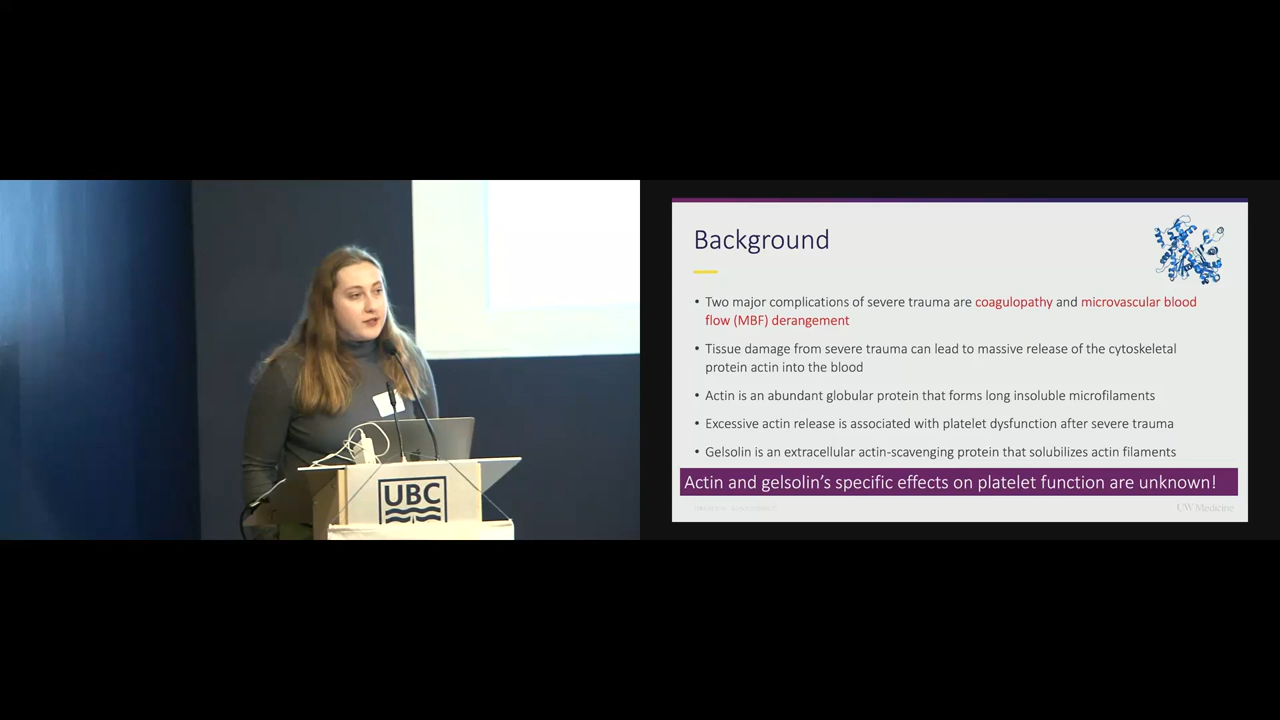 Background
• Two major complications of severe trauma are coagulopathy and microvascular blood
flow (MBF) derangement
• Tissue damage from severe trauma can lead to massive release of the cytoskeletal
protein actin into the blood
• Actin is an abundant globular protein that forms long insoluble microfilaments
• Excessive actin release is associated with platelet dysfunction after severe trauma
• Gelsolin is an extracellular actin-scavenging protein that solubilizes actin filaments
Actin and gelsolin’s specific effects on platelet function are unknown!
UW Medicine
UBC